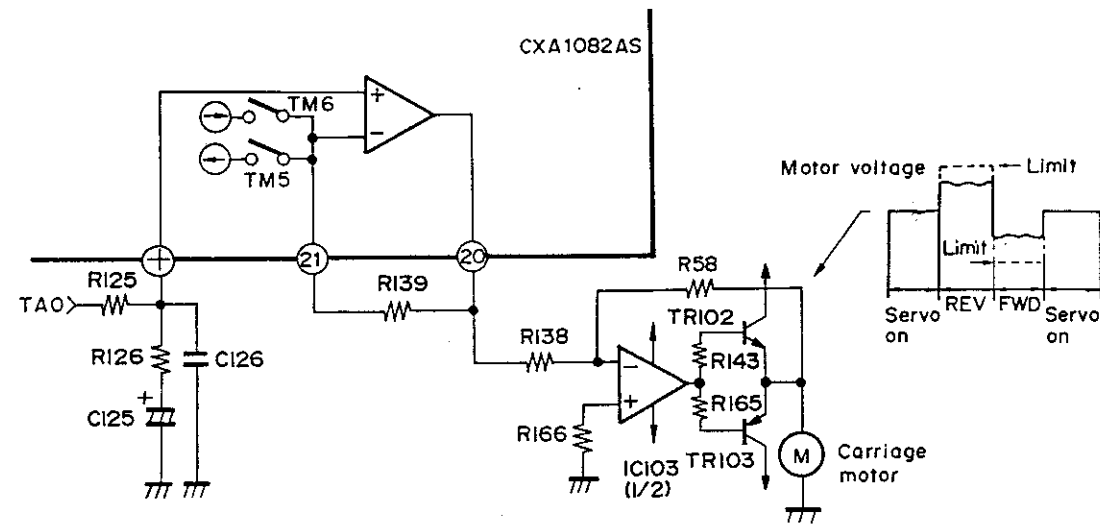 CXA1082AS
+
TM6
−
TM5
Motor voltage
Limit
Limit
+
21
20
R125
TAO
R139
R58
REV
FWD
Servo on
Servo on
TR102
R126
C126
R138
R143
−
+
+
R165
C125
R166
IC103
(1/2)
TR103
M
Carriage
motor